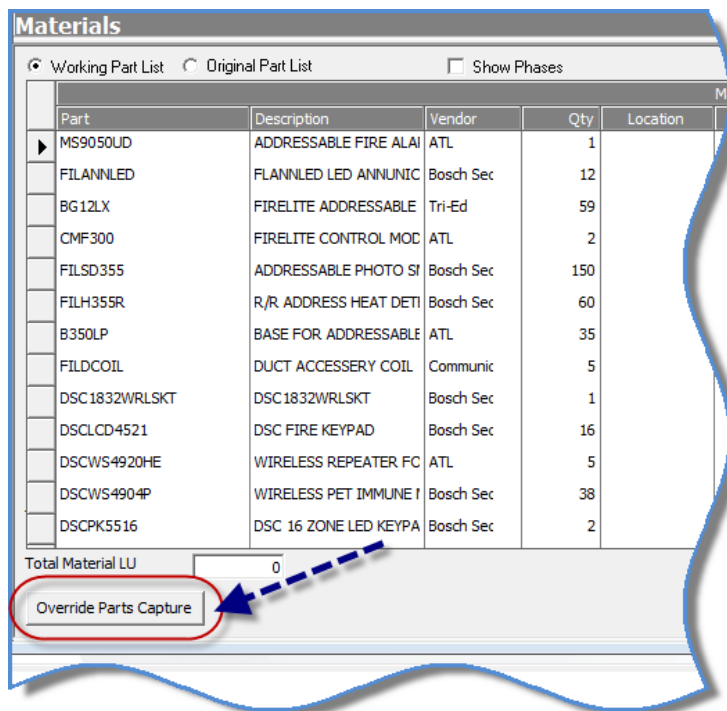 Materials
Working Part List Original Part List Show Phases
M
Part Description Vendor Qty Location
MS9050UD ADDRESSABLE FIRE ALA ATL 1
FILANNLED FLANNLED LED ANNUNIC Bosch Sec 12
BG12LX FIRELITE ADDRESSABLE Tri-Ed 59
CMF300 FIRELITE CONTROL MOD ATL 2
FILSD355 ADDRESSABLE PHOTO SI Bosch Sec 150
FILH355R R/R ADDRESS HEAT DETI Bosch Sec 60
B350LP BASE FOR ADDRESSABLE ATL 35
FILDCOIL DUCT ACCESSERY COIL Communic 5
DSC1832WRLSKT DSC1832WRLSKT Bosch Sec 1
DSCLCD4521 DSC FIRE KEYPAD Bosch Sec 16
DSCWS4920HE WIRELESS REPEATER FC ATL 5
DSCWS4904P WIRELESS PET IMMUNE Bosch Sec 38
DSCPK5516 DSC 16 ZONE LED KEYPA Bosch Sec 2
Total Material LU 0
Override Parts Capture